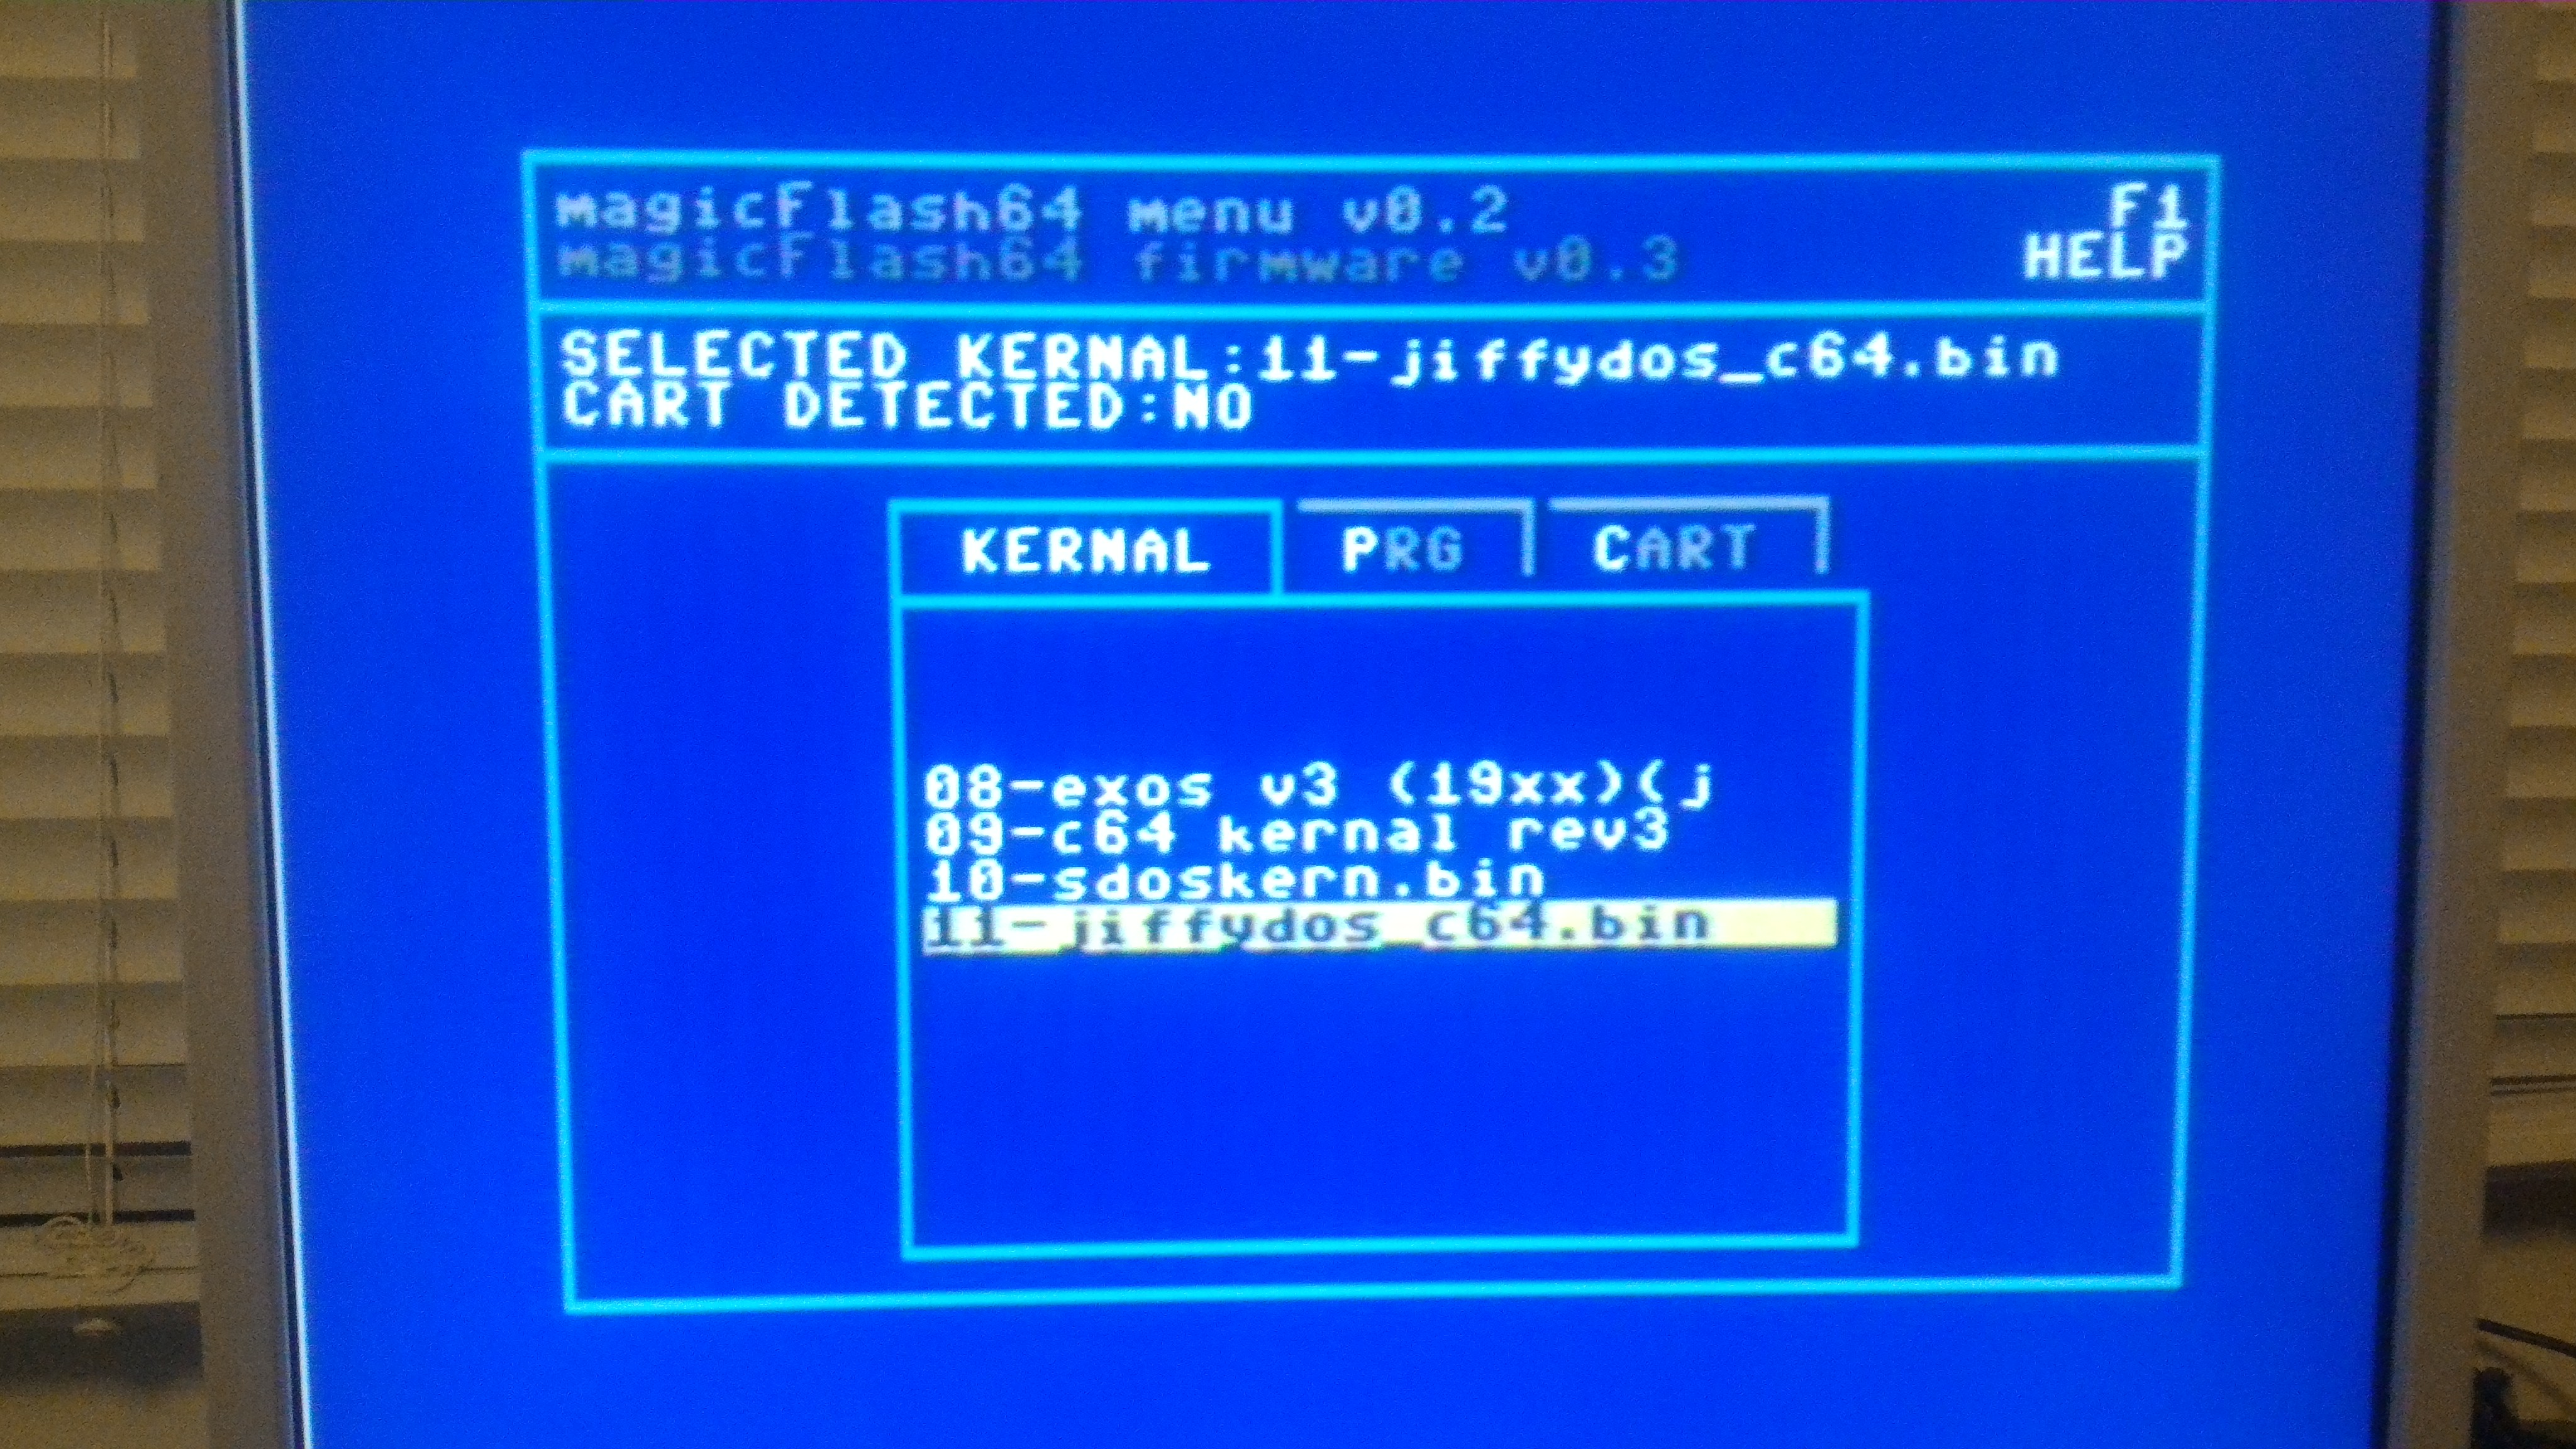 magicFlash64 menu v0.2 F1
magicFlash64 firmware v0.3 HELP
SELECTED KERNAL:11-jiffydos_c64.bin
CART DETECTED:NO
KERNAL PRG CART
08-exos v3 (19xx)(j
09-c64 kernal rev3
10-sdoskern.bin
11-jiffydos_c64.bin